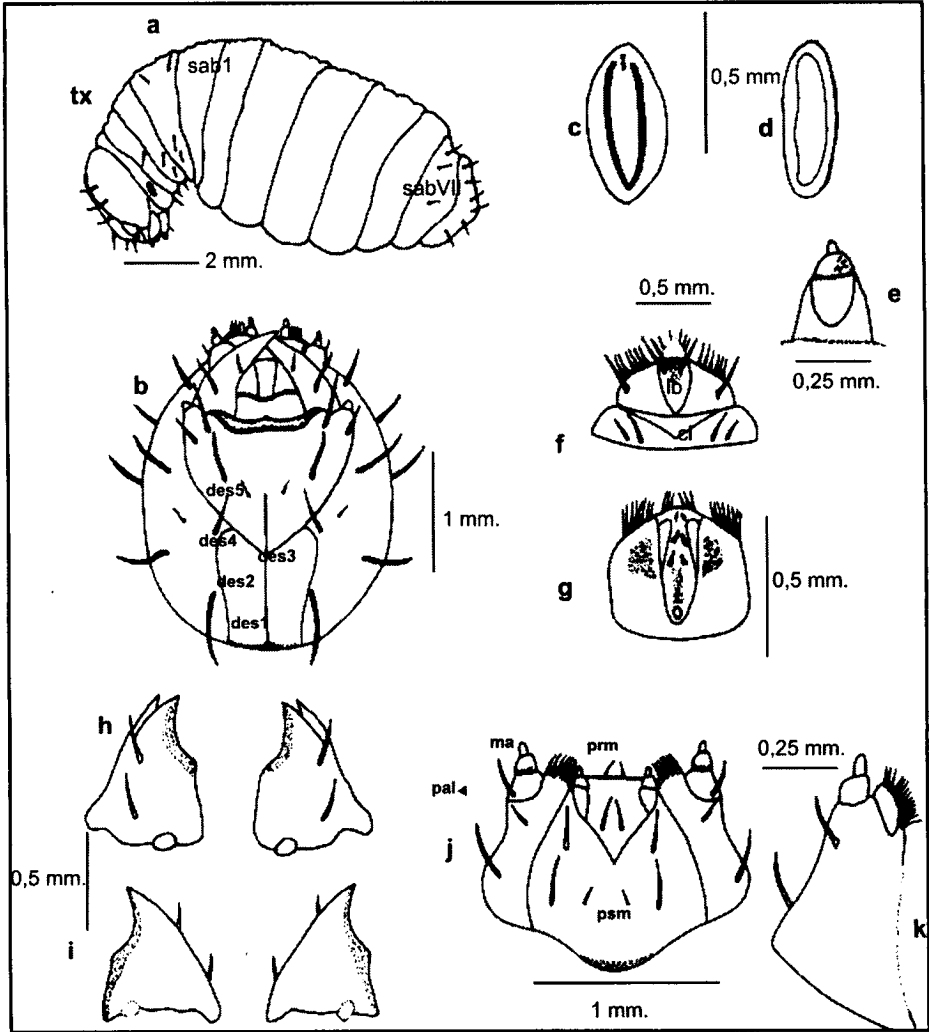 a
sab1
tx
sabVII
2 mm.
c
0,5 mm.
d
e
0,25 mm.
0,5 mm.
lb
cl
f
b
des5
des4
des3
des2
des1
1 mm.
g
0,5 mm.
h
0,5 mm.
i
ma
prm
pal
j
psm
1 mm.
0,25 mm.
k